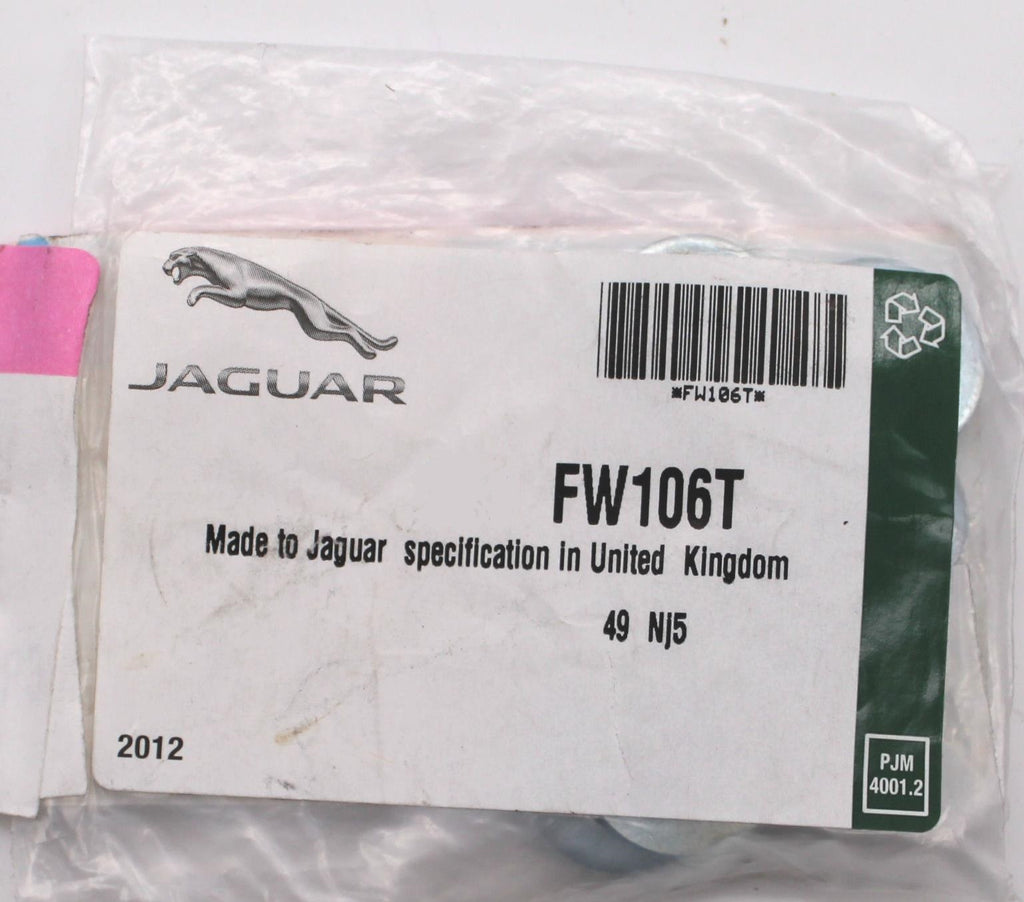 JAGUAR
*FW106T*
FW106T
Made to Jaguar specification in United Kingdom
49 Nj5
2012
PJM
4001.2